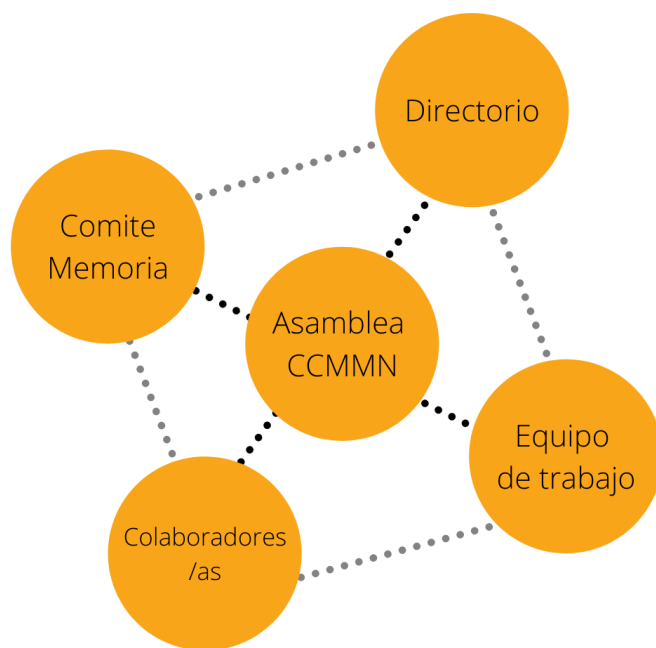 Directorio
Comite
Memoria
Asamblea
CCMMN
Equipo
de trabajo
Colaboradores
/as